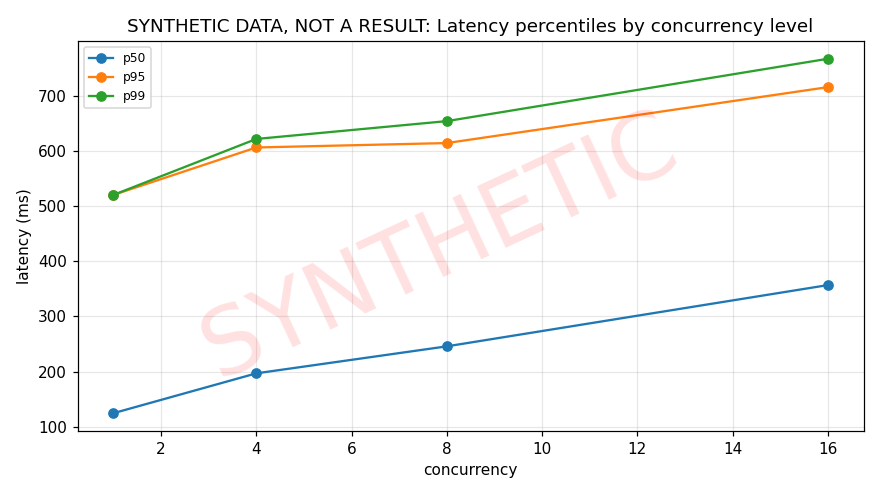 SYNTHETIC DATA, NOT A RESULT: Latency percentiles by concurrency level
p50
p95
p99
700
600
500
400
300
200
100
latency (ms)
SYNTHETIC
2 4 6 8 10 12 14 16
concurrency